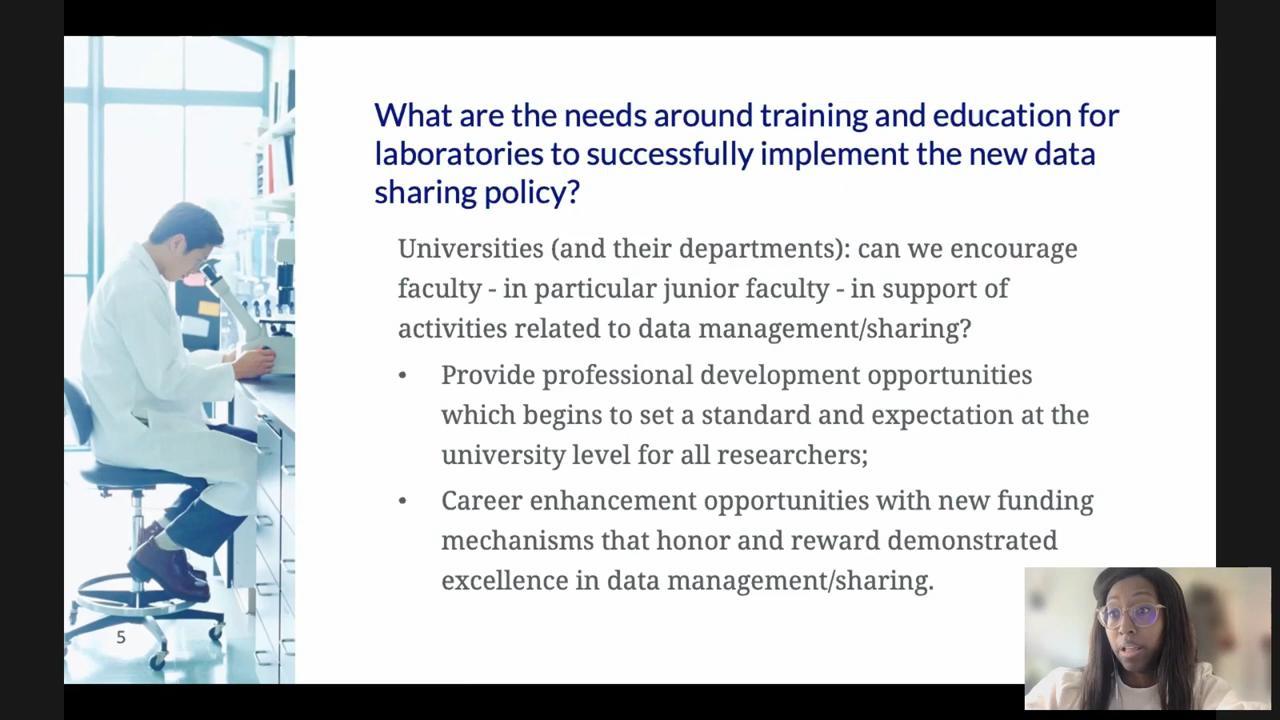 What are the needs around training and education for
laboratories to successfully implement the new data
sharing policy?
Universities (and their departments): can we encourage
faculty - in particular junior faculty - in support of
activities related to data management/sharing?
• Provide professional development opportunities
which begins to set a standard and expectation at the
university level for all researchers;
• Career enhancement opportunities with new funding
mechanisms that honor and reward demonstrated
excellence in data management/sharing.
5